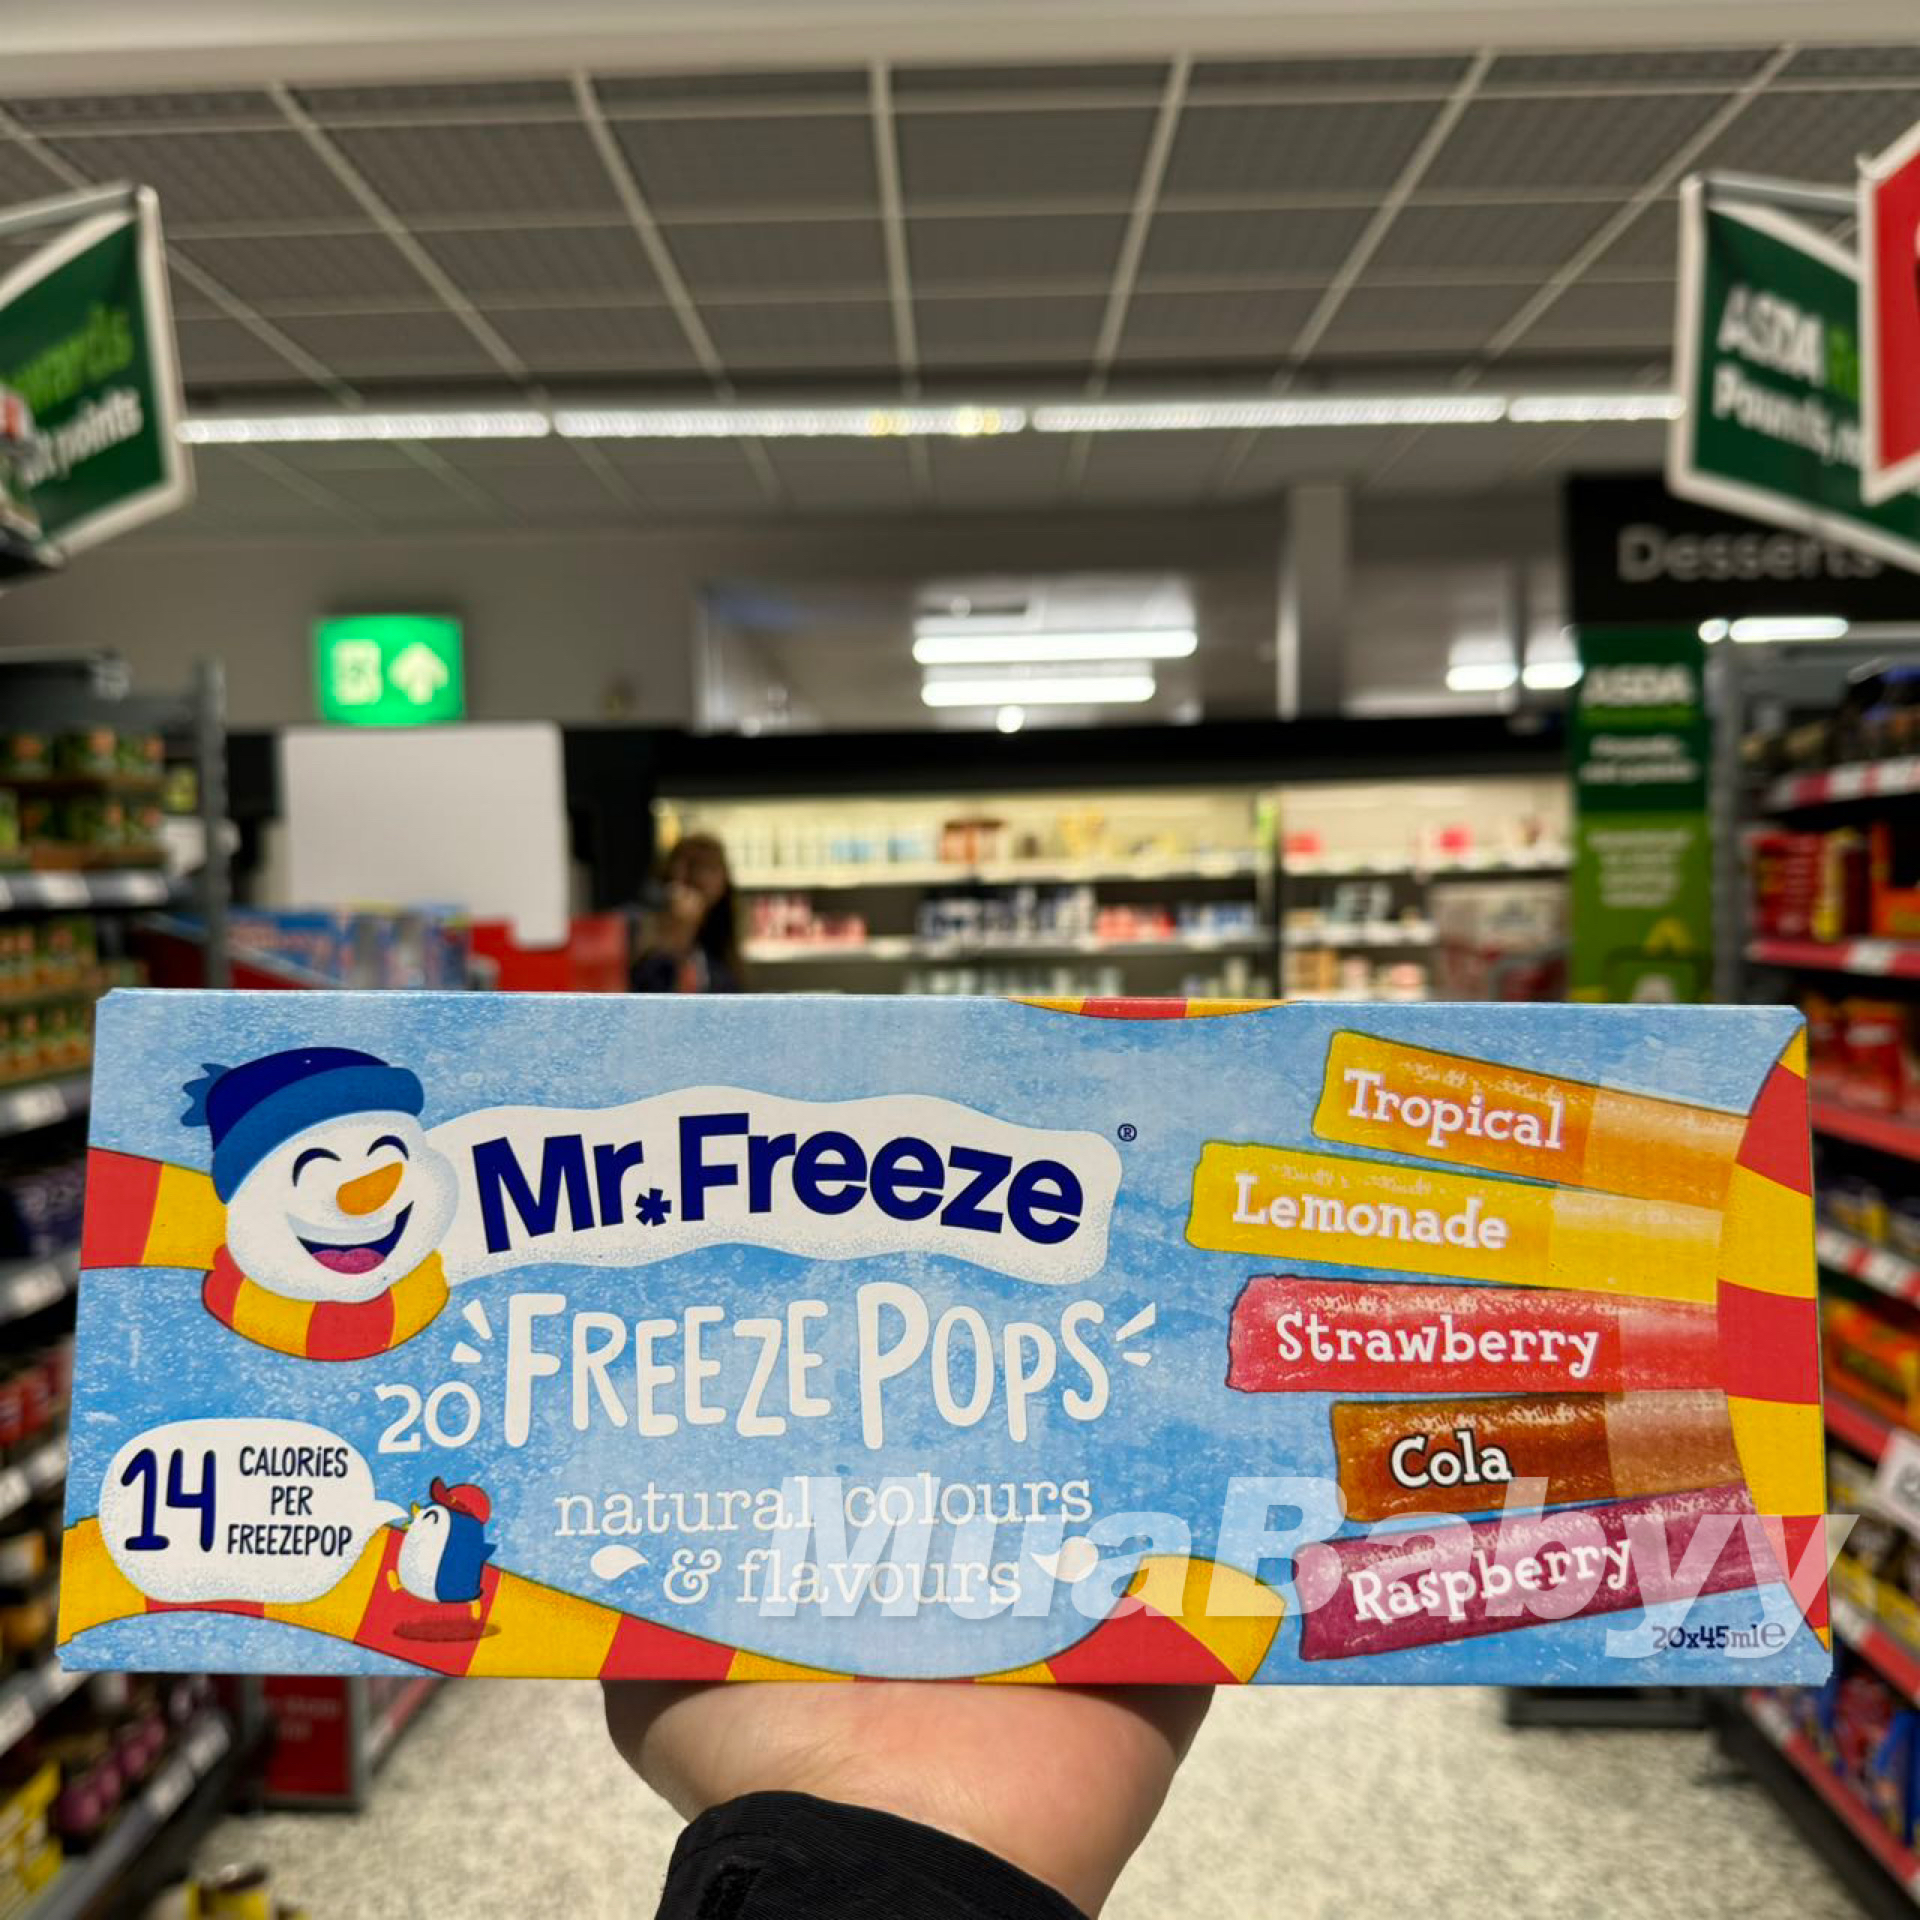 ASDA
Desserts
ASDA
Mr.Freeze®
20 FREEZE POPS
natural colours
& flavours
14 CALORIES
PER
FREEZEPOP
Tropical
Lemonade
Strawberry
Cola
Raspberry
20x45ml℮
MuaBabyy